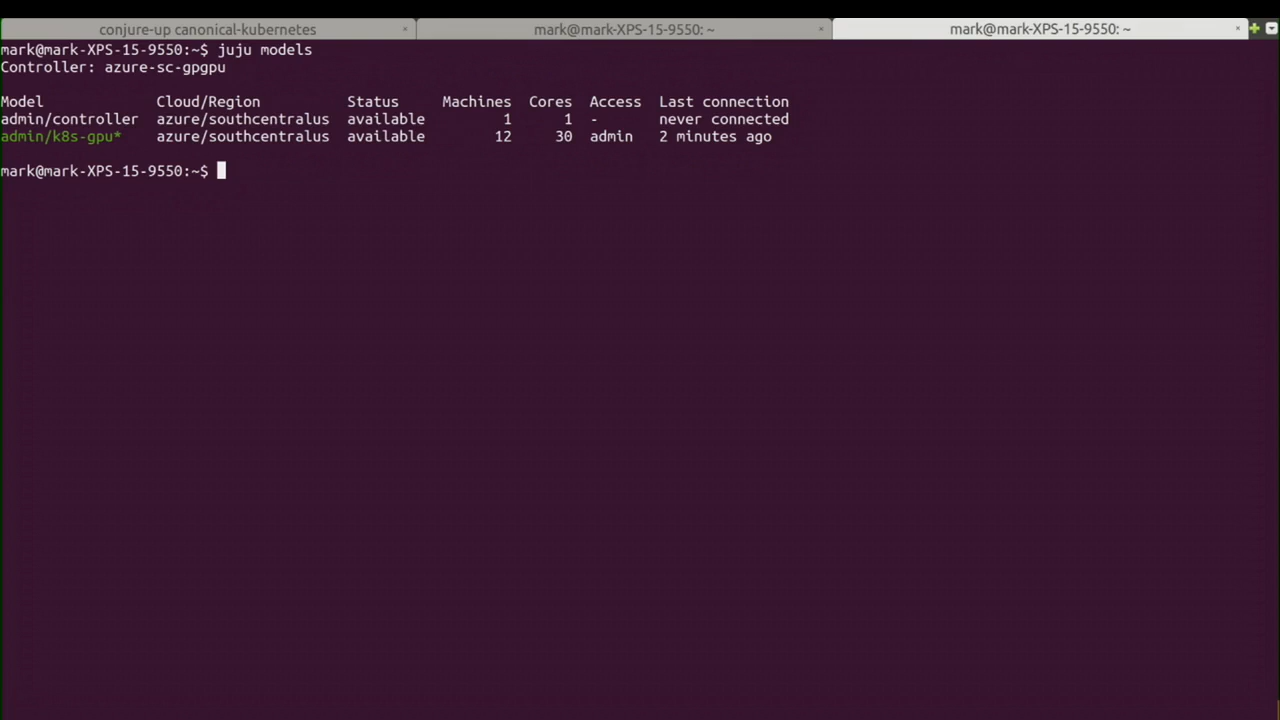 conjure-up canonical-kubernetes × mark@mark-XPS-15-9550: ~ × mark@mark-XPS-15-9550: ~ ×
mark@mark-XPS-15-9550:~$ juju models
Controller: azure-sc-gpgpu
Model Cloud/Region Status Machines Cores Access Last connection
admin/controller azure/southcentralus available 1 1 - never connected
admin/k8s-gpu* azure/southcentralus available 12 30 admin 2 minutes ago
mark@mark-XPS-15-9550:~$